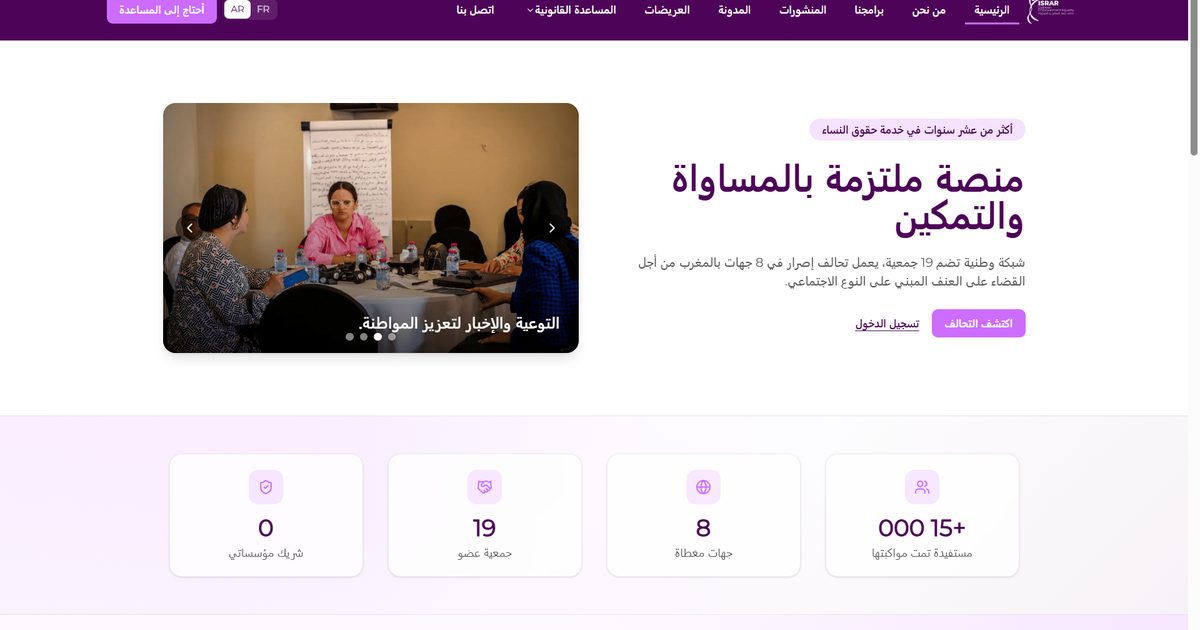 ISRAR
الرئيسية
من نحن
برامجنا
المنشورات
المدونة
العريضات
المساعدة القانونية
اتصل بنا
AR FR
أحتاج إلى المساعدة
أكثر من عشر سنوات في خدمة حقوق النساء
منصة ملتزمة بالمساواة
والتمكين
شبكة وطنية تضم 19 جمعية، يعمل تحالف إصرار في 8 جهات بالمغرب من أجل
القضاء على العنف المبني على النوع الاجتماعي.
اكتشف التحالف
تسجيل الدخول
التوعية والإخبار لتعزيز المواطنة.
+15 000
مستفيدة تمت مواكبتها
8
جهات مغطاة
19
جمعية عضو
0
شريك مؤسساتي